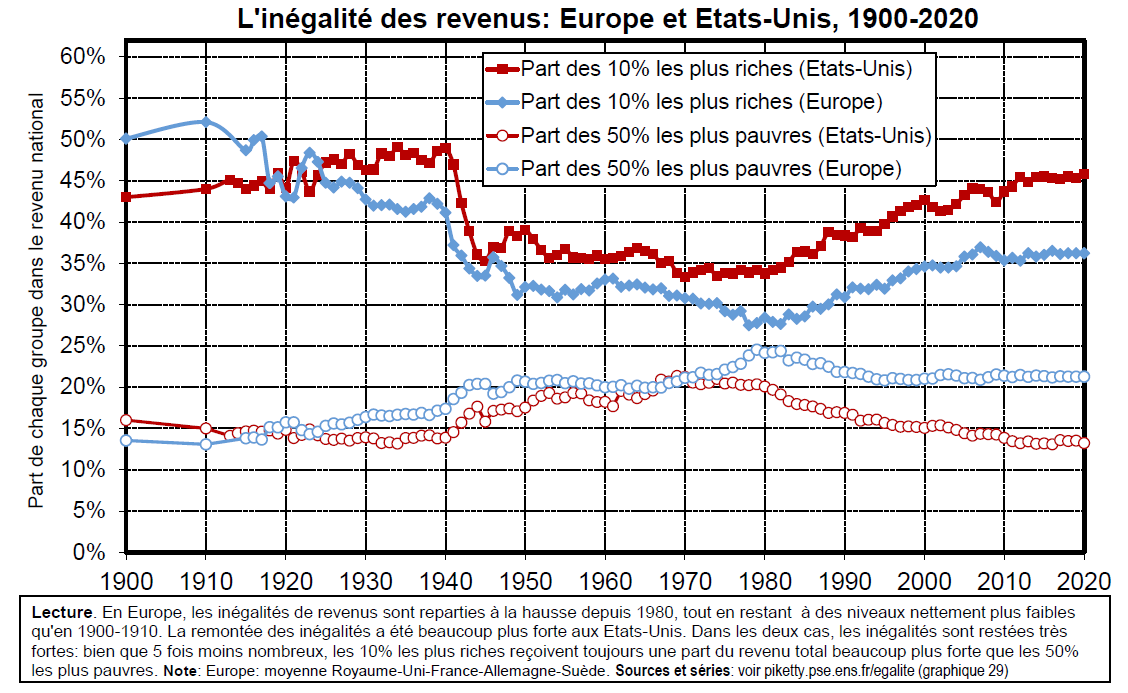 L'inégalité des revenus: Europe et Etats-Unis, 1900-2020
Part de chaque groupe dans le revenu national
60%
55%
50%
45%
40%
35%
30%
25%
20%
15%
10%
5%
0%
Part des 10% les plus riches (Etats-Unis)
Part des 10% les plus riches (Europe)
Part des 50% les plus pauvres (Etats-Unis)
Part des 50% les plus pauvres (Europe)
1900 1910 1920 1930 1940 1950 1960 1970 1980 1990 2000 2010 2020
Lecture. En Europe, les inégalités de revenus sont reparties à la hausse depuis 1980, tout en restant à des niveaux nettement plus faibles
qu'en 1900-1910. La remontée des inégalités a été beaucoup plus forte aux Etats-Unis. Dans les deux cas, les inégalités sont restées très
fortes: bien que 5 fois moins nombreux, les 10% les plus riches reçoivent toujours une part du revenu total beaucoup plus forte que les 50%
les plus pauvres. Note: Europe: moyenne Royaume-Uni-France-Allemagne-Suède. Sources et séries: voir piketty.pse.ens.fr/egalite (graphique 29)